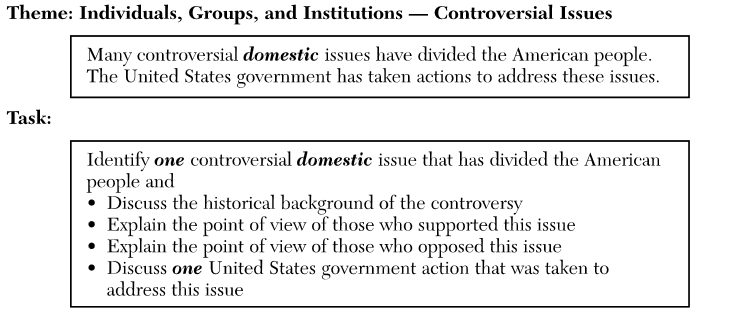 Theme: Individuals, Groups, and Institutions — Controversial Issues
Many controversial domestic issues have divided the American people.
The United States government has taken actions to address these issues.
Task:
Identify one controversial domestic issue that has divided the American
people and
• Discuss the historical background of the controversy
• Explain the point of view of those who supported this issue
• Explain the point of view of those who opposed this issue
• Discuss one United States government action that was taken to
address this issue